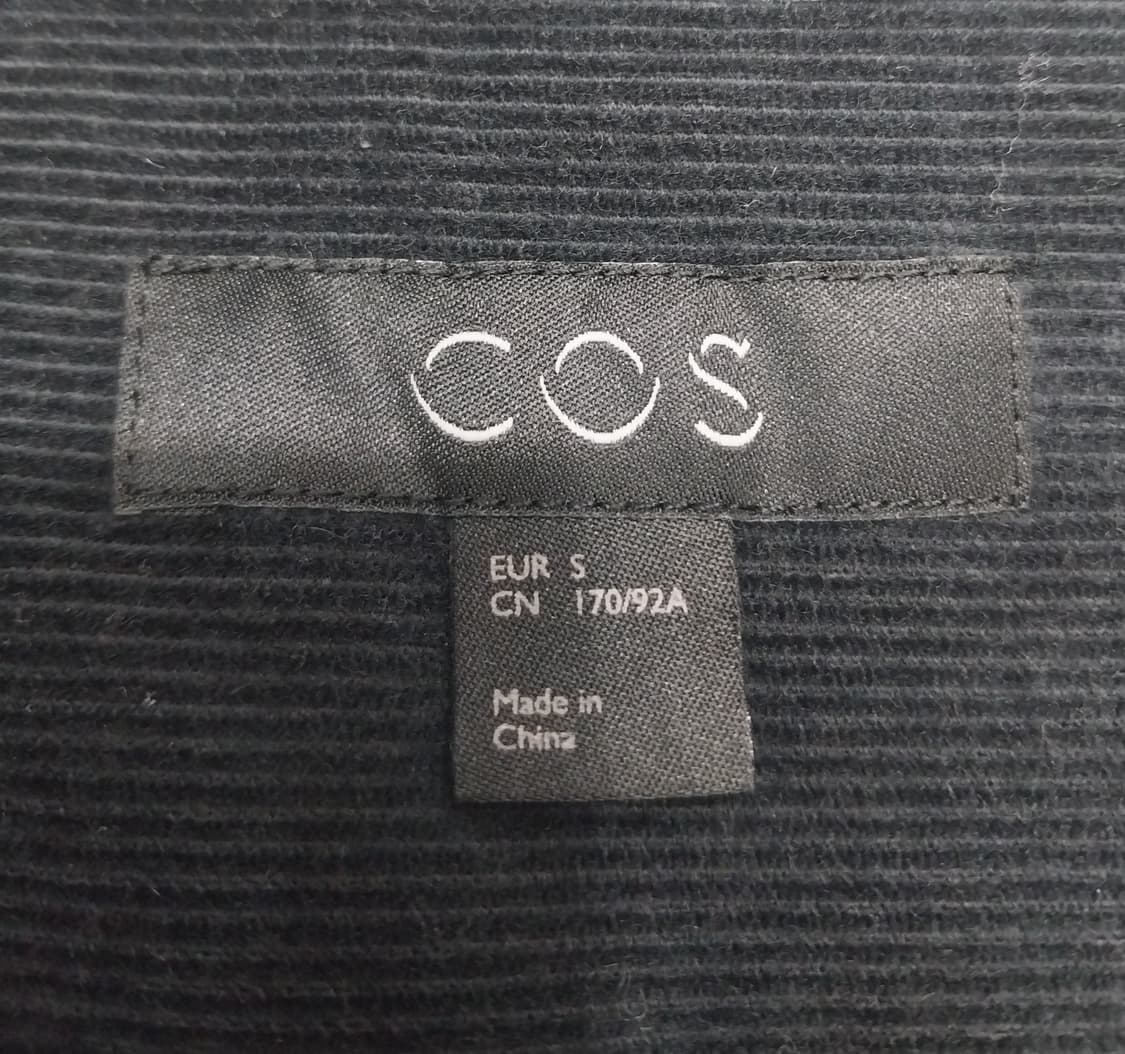 COS
EUR S
CN 170/92A
Made in
China